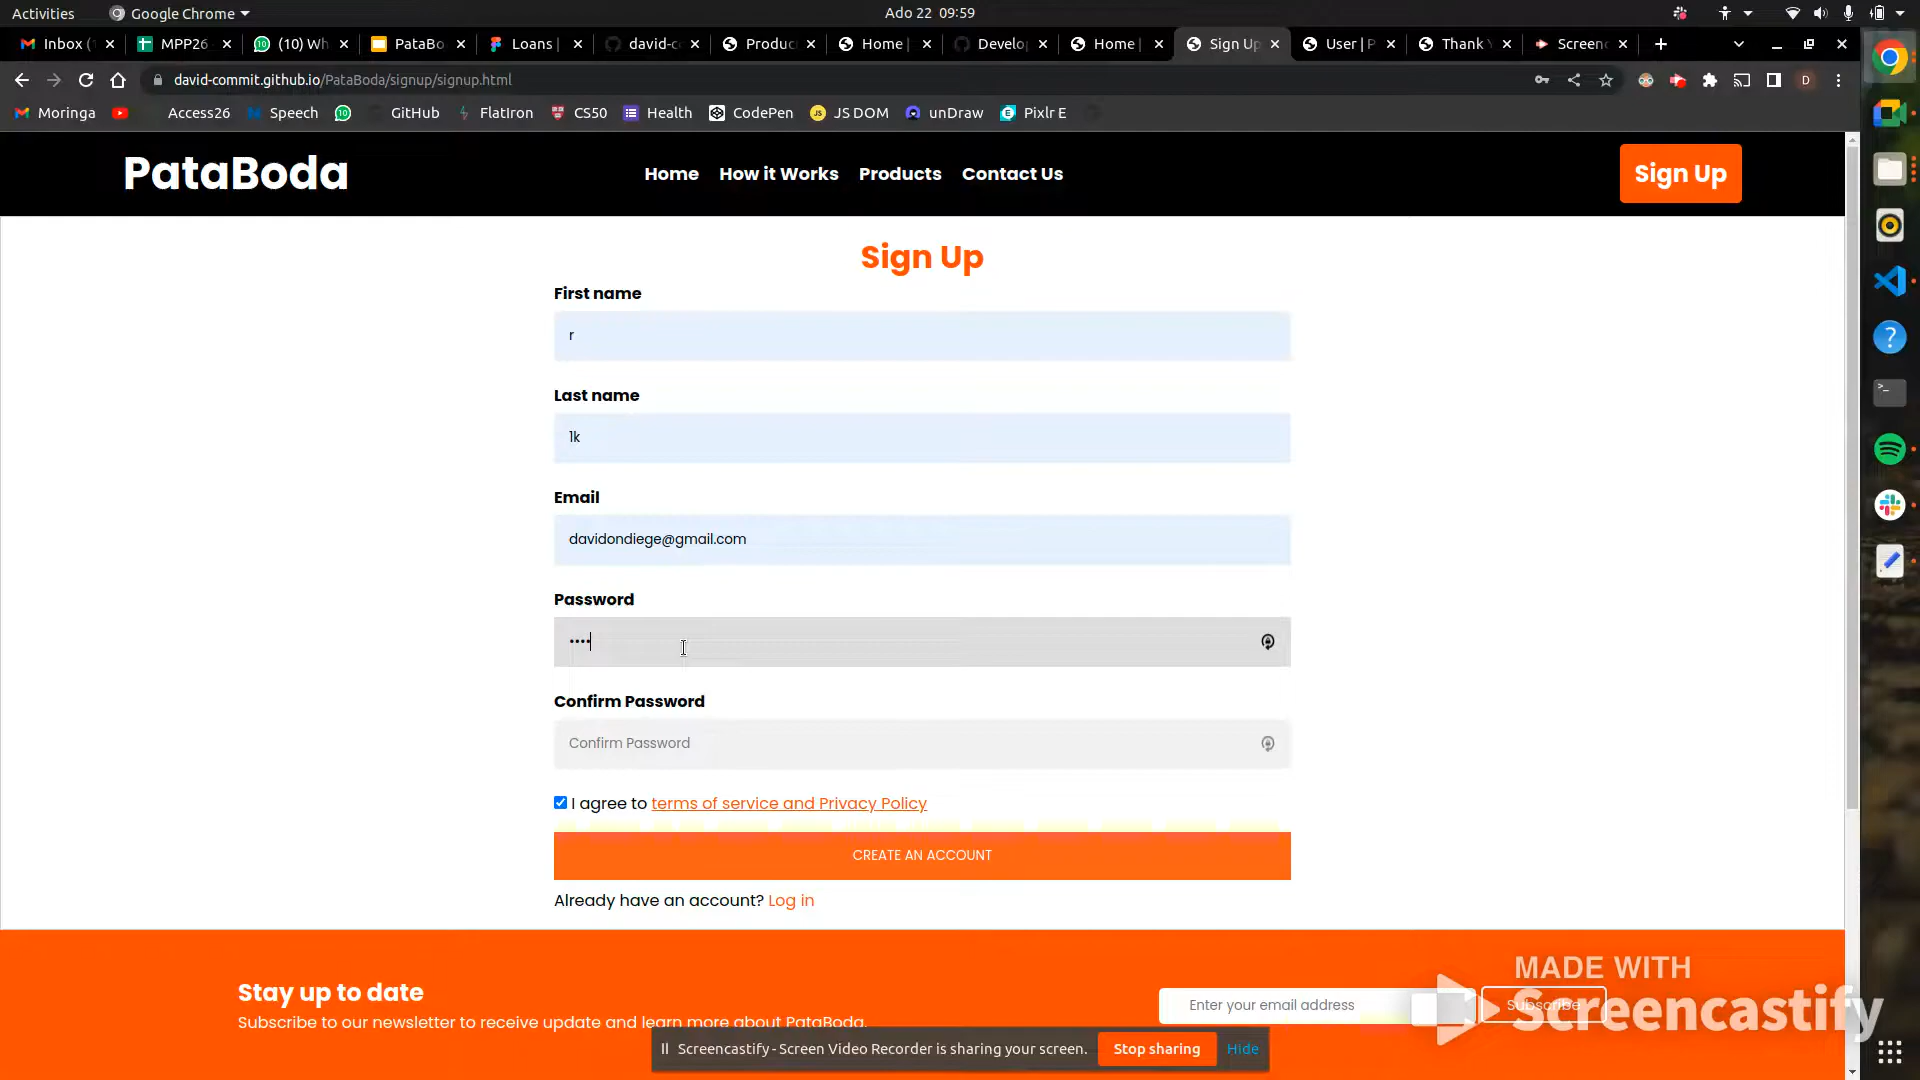 Activities
Google Chrome
Ado 22 09:59
Inbox (
MPP26
(10) Wh
PataBo
Loans |
david-c
Produc
Home |
Develo
Home |
Sign Up
User | P
Thank Y
Screen
david-commit.github.io/PataBoda/signup/signup.html
D
Moringa
Access26
Speech
10
GitHub
FlatIron
CS50
Health
CodePen
JS
JS DOM
unDraw
Pixlr E
PataBoda
Home
How it Works
Products
Contact Us
Sign Up
Sign Up
First name
r
Last name
lk
Email
davidondiege@gmail.com
Password
••••
Confirm Password
Confirm Password
I agree to terms of service and Privacy Policy
CREATE AN ACCOUNT
Already have an account? Log in
Stay up to date
Subscribe to our newsletter to receive update and learn more about PataBoda.
Enter your email address
Subscribe
MADE WITH
Screencastify
Screencastify - Screen Video Recorder is sharing your screen.
Stop sharing
Hide